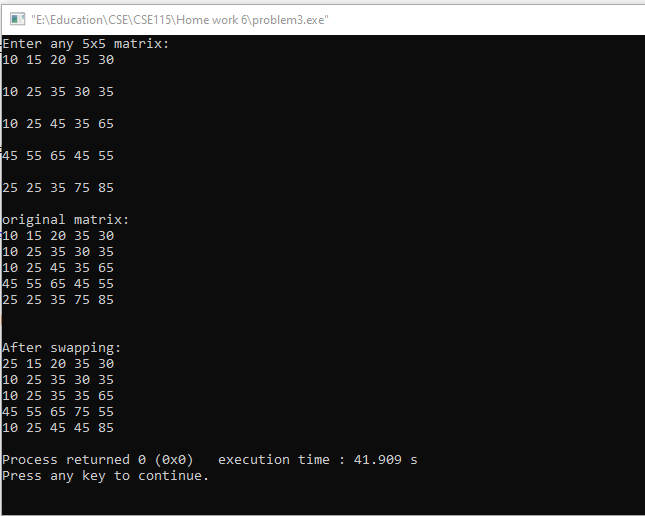 "E:\Education\CSE\CSE115\Home work 6\problem3.exe"
Enter any 5x5 matrix:
10 15 20 35 30
10 25 35 30 35
10 25 45 35 65
45 55 65 45 55
25 25 35 75 85
original matrix:
10 15 20 35 30
10 25 35 30 35
10 25 45 35 65
45 55 65 45 55
25 25 35 75 85
After swapping:
25 15 20 35 30
10 25 35 30 35
10 25 35 35 65
45 55 65 75 55
10 25 45 45 85
Process returned 0 (0x0)   execution time : 41.909 s
Press any key to continue.